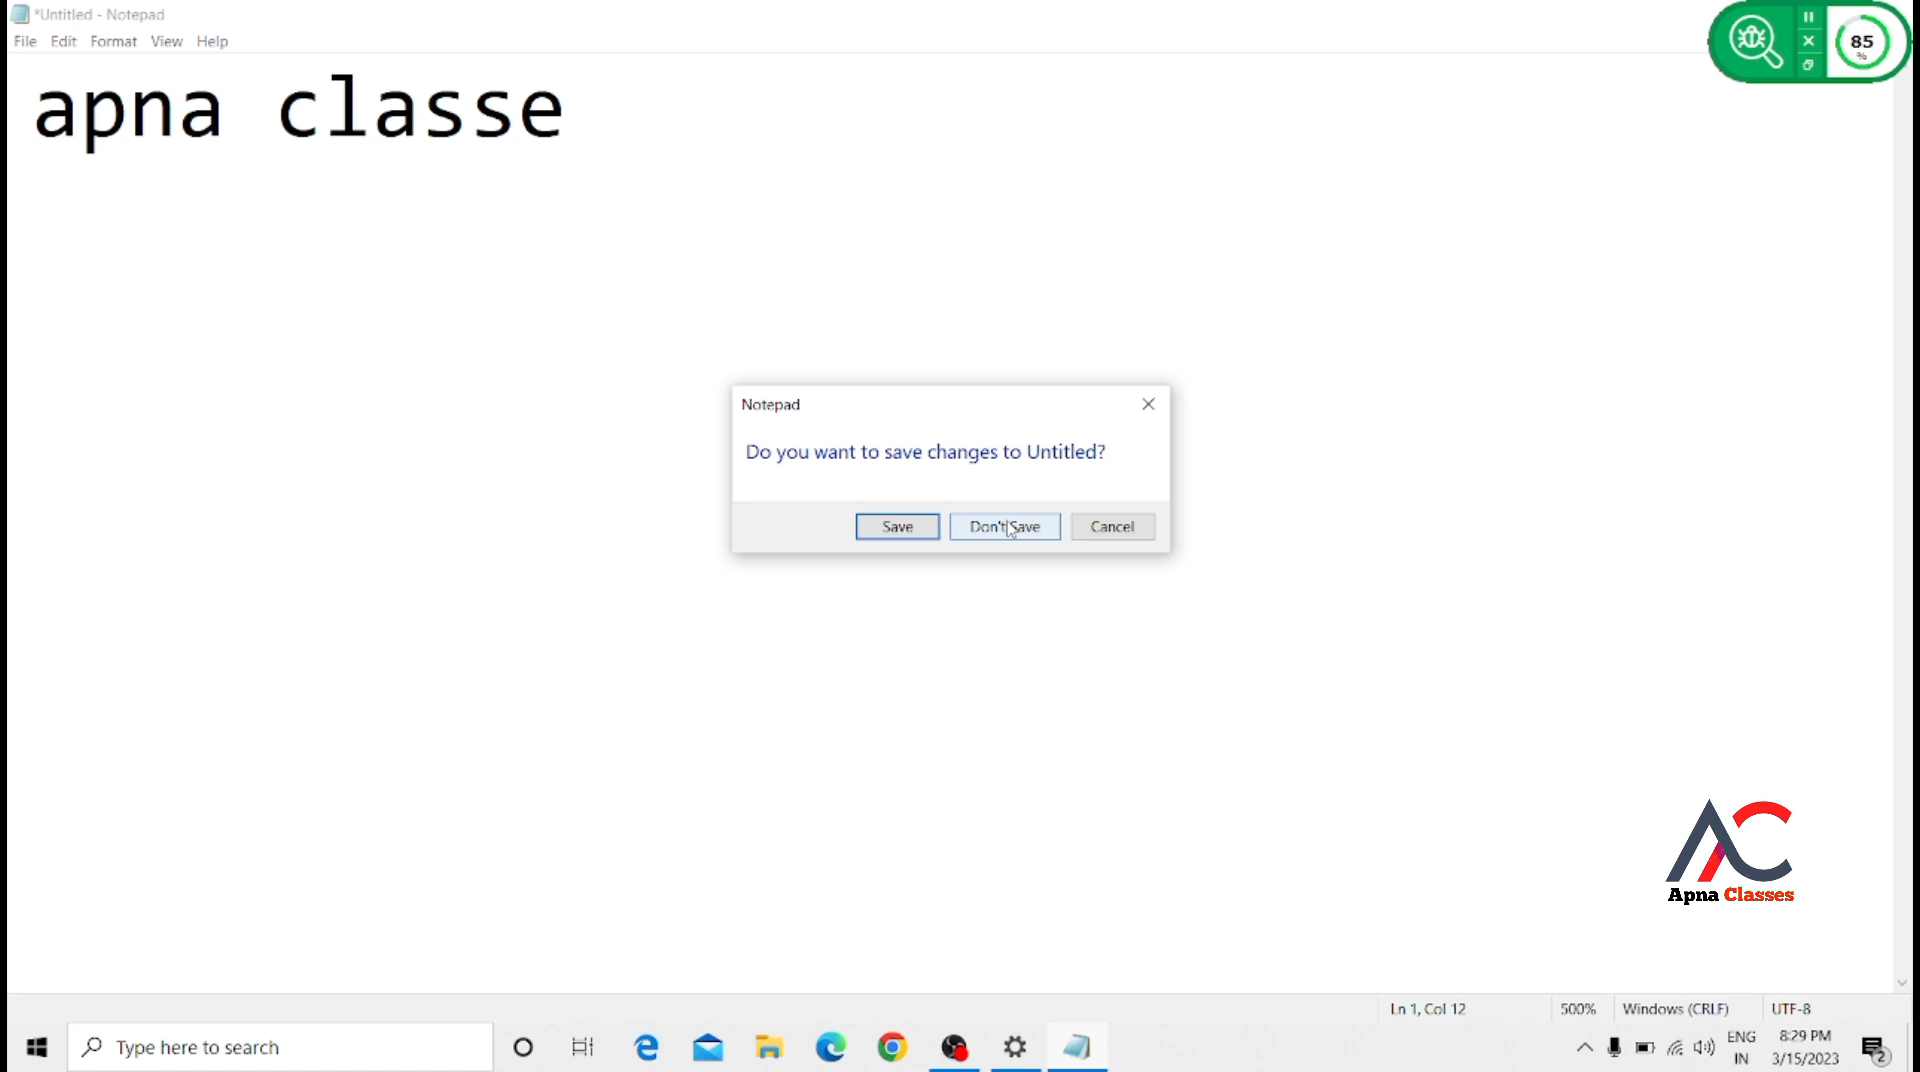 *Untitled - Notepad
File Edit Format View Help
85
%
apna classe
Notepad
Do you want to save changes to Untitled?
Save Don't Save Cancel
Apna Classes
Ln 1, Col 12 500% Windows (CRLF) UTF-8
Type here to search
ENG
IN
8:29 PM
3/15/2023
2